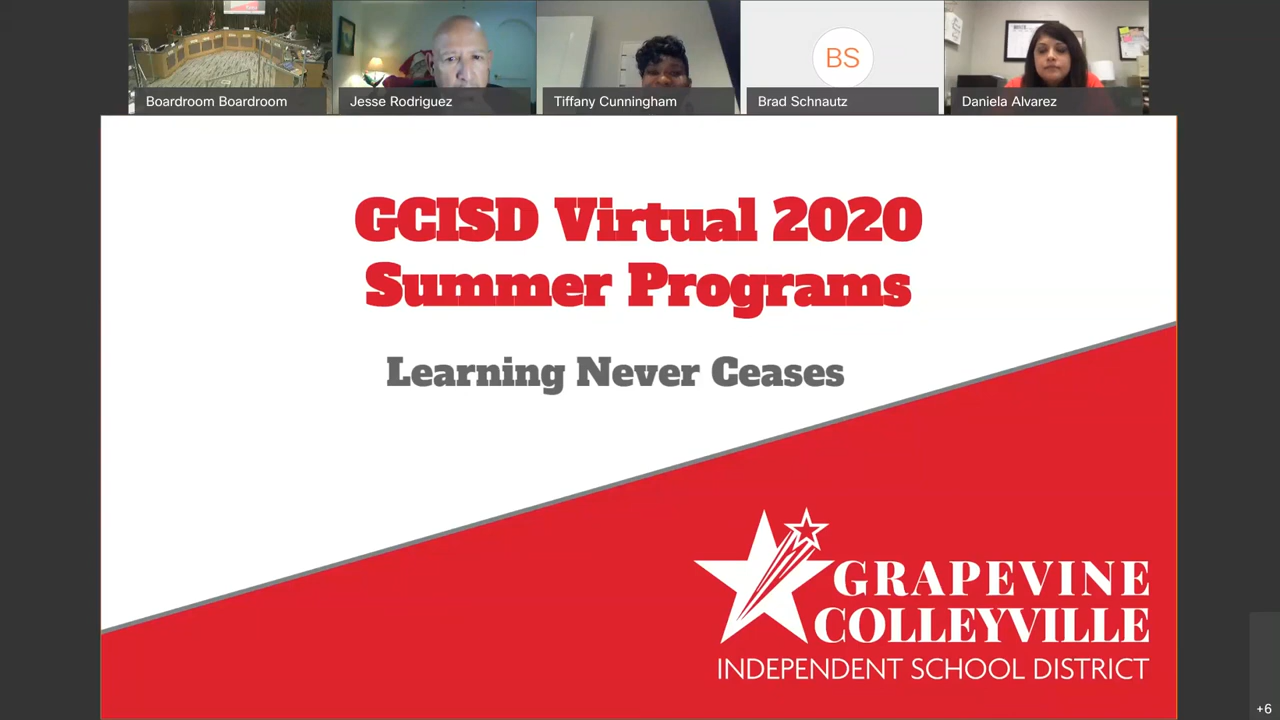 Boardroom Boardroom
Jesse Rodriguez
Tiffany Cunningham
BS
Brad Schnautz
Daniela Alvarez
GCISD Virtual 2020
Summer Programs
Learning Never Ceases
GRAPEVINE
COLLEYVILLE
INDEPENDENT SCHOOL DISTRICT
+6